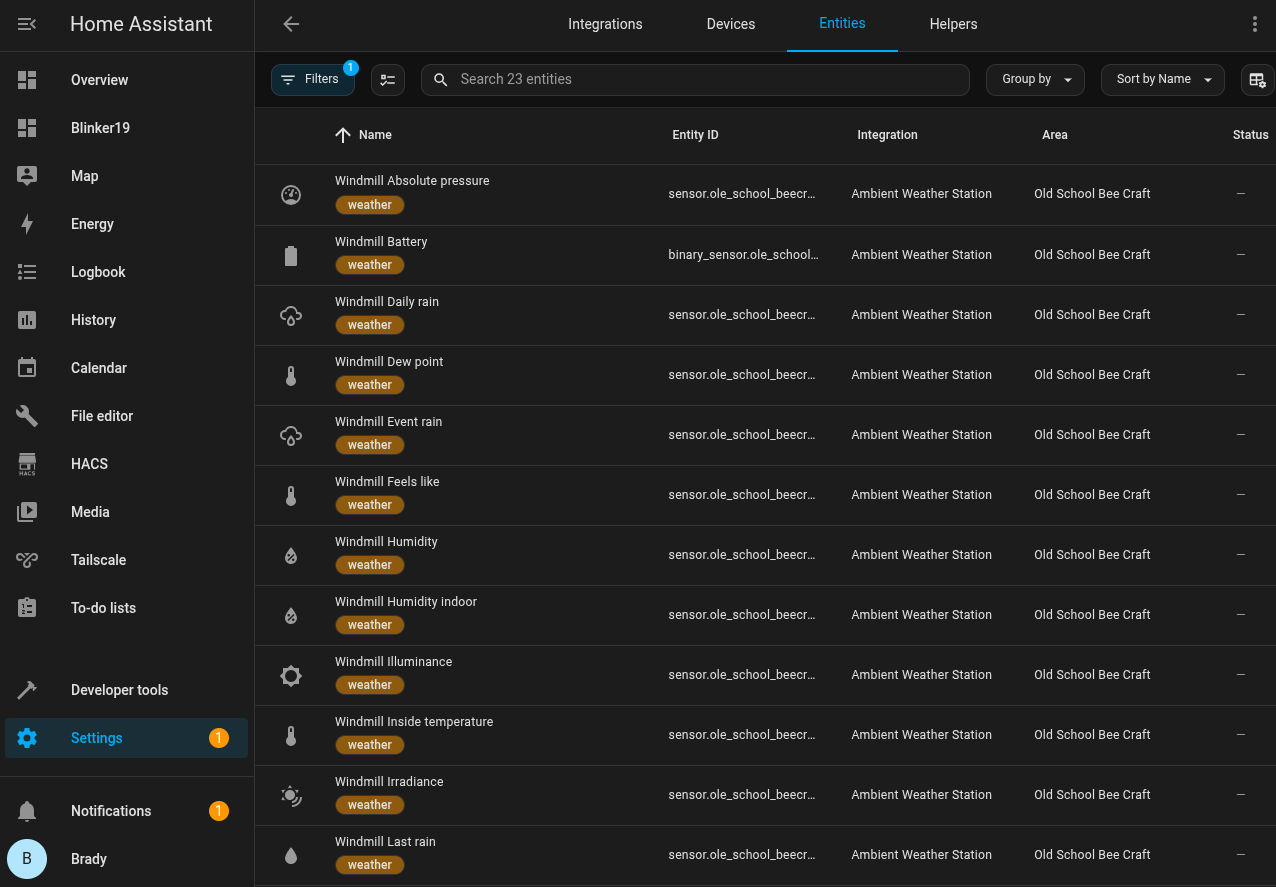 Home Assistant
Integrations
Devices
Entities
Helpers
Overview
Blinker19
Map
Energy
Logbook
History
Calendar
File editor
HACS
HACS
Media
Tailscale
To-do lists
Developer tools
Settings 1
Notifications 1
B Brady
Filters 1
Search 23 entities
Group by
Sort by Name
Name Entity ID Integration Area Status
Windmill Absolute pressure
weather
sensor.ole_school_beecr… Ambient Weather Station Old School Bee Craft —
Windmill Battery
weather
binary_sensor.ole_school… Ambient Weather Station Old School Bee Craft —
Windmill Daily rain
weather
sensor.ole_school_beecr… Ambient Weather Station Old School Bee Craft —
Windmill Dew point
weather
sensor.ole_school_beecr… Ambient Weather Station Old School Bee Craft —
Windmill Event rain
weather
sensor.ole_school_beecr… Ambient Weather Station Old School Bee Craft —
Windmill Feels like
weather
sensor.ole_school_beecr… Ambient Weather Station Old School Bee Craft —
Windmill Humidity
weather
sensor.ole_school_beecr… Ambient Weather Station Old School Bee Craft —
Windmill Humidity indoor
weather
sensor.ole_school_beecr… Ambient Weather Station Old School Bee Craft —
Windmill Illuminance
weather
sensor.ole_school_beecr… Ambient Weather Station Old School Bee Craft —
Windmill Inside temperature
weather
sensor.ole_school_beecr… Ambient Weather Station Old School Bee Craft —
Windmill Irradiance
weather
sensor.ole_school_beecr… Ambient Weather Station Old School Bee Craft —
Windmill Last rain
weather
sensor.ole_school_beecr… Ambient Weather Station Old School Bee Craft —